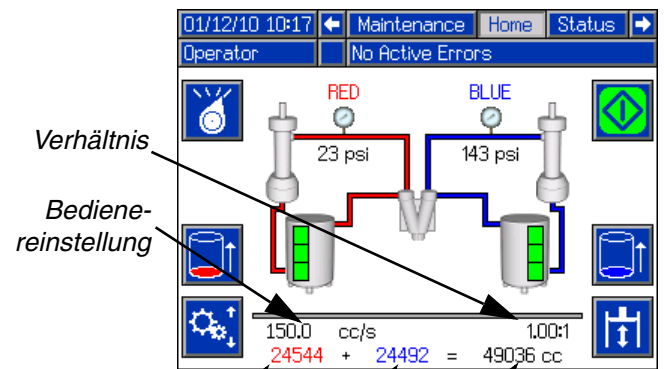 01/12/10 10:17 Maintenance Home Status
Operator No Active Errors
RED BLUE
23 psi 143 psi
Verhältnis
Bediene-
reinstellung
150.0 cc/s 1.00:1
24544 + 24492 = 49036 cc